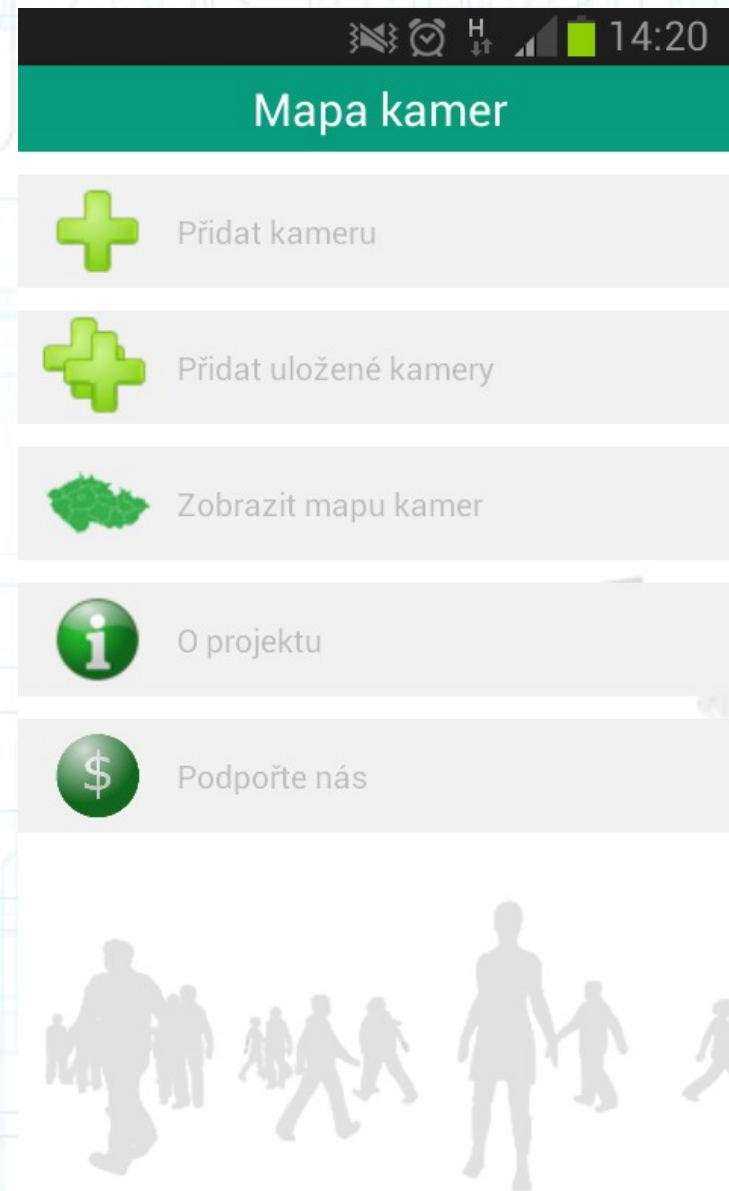 H 14:20
Mapa kamer
Přidat kameru
Přidat uložené kamery
Zobrazit mapu kamer
O projektu
$ Podpořte nás